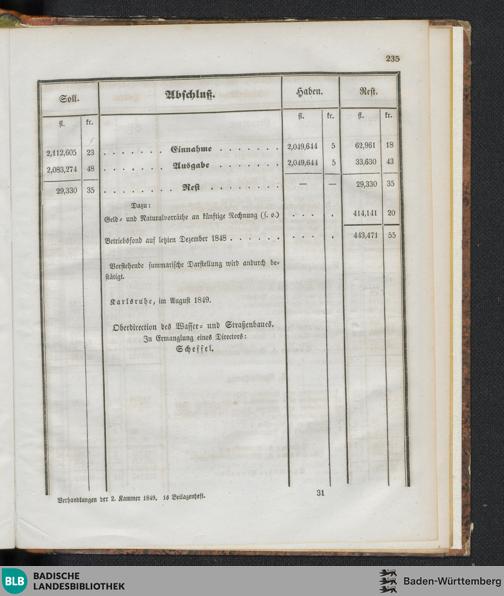 235
Soll. Abschluß. Haben. Rest.
fl. kr. fl. kr. fl. kr.
2,112,605 23 . . . . . . . Einnahme . . . . . . . 2,049,644 5 62,961 18
2,083,274 48 . . . . . . . Ausgabe . . . . . . . 2,049,644 5 33,630 43
29,330 35 . . . . . . . . Rest . . . . . . . . — — 29,330 35
Dazu:
Geld- und Naturalvorräthe an künftige Rechnung (s. o.) . . . . 414,141 20
Betriebsfond auf letzten Dezember 1848 . . . . . . . . . . 443,471 55
Vorstehende summarische Darstellung wird andurch be-
stätigt.
Karlsruhe, im August 1849.
Oberdirection des Wasser- und Straßenbaues.
In Ermanglung eines Directors:
Scheffel.
Verhandlungen der 2. Kammer 1849, 16 Beilagenheft. 31
BLB BADISCHE
LANDESBIBLIOTHEK
Baden-Württemberg